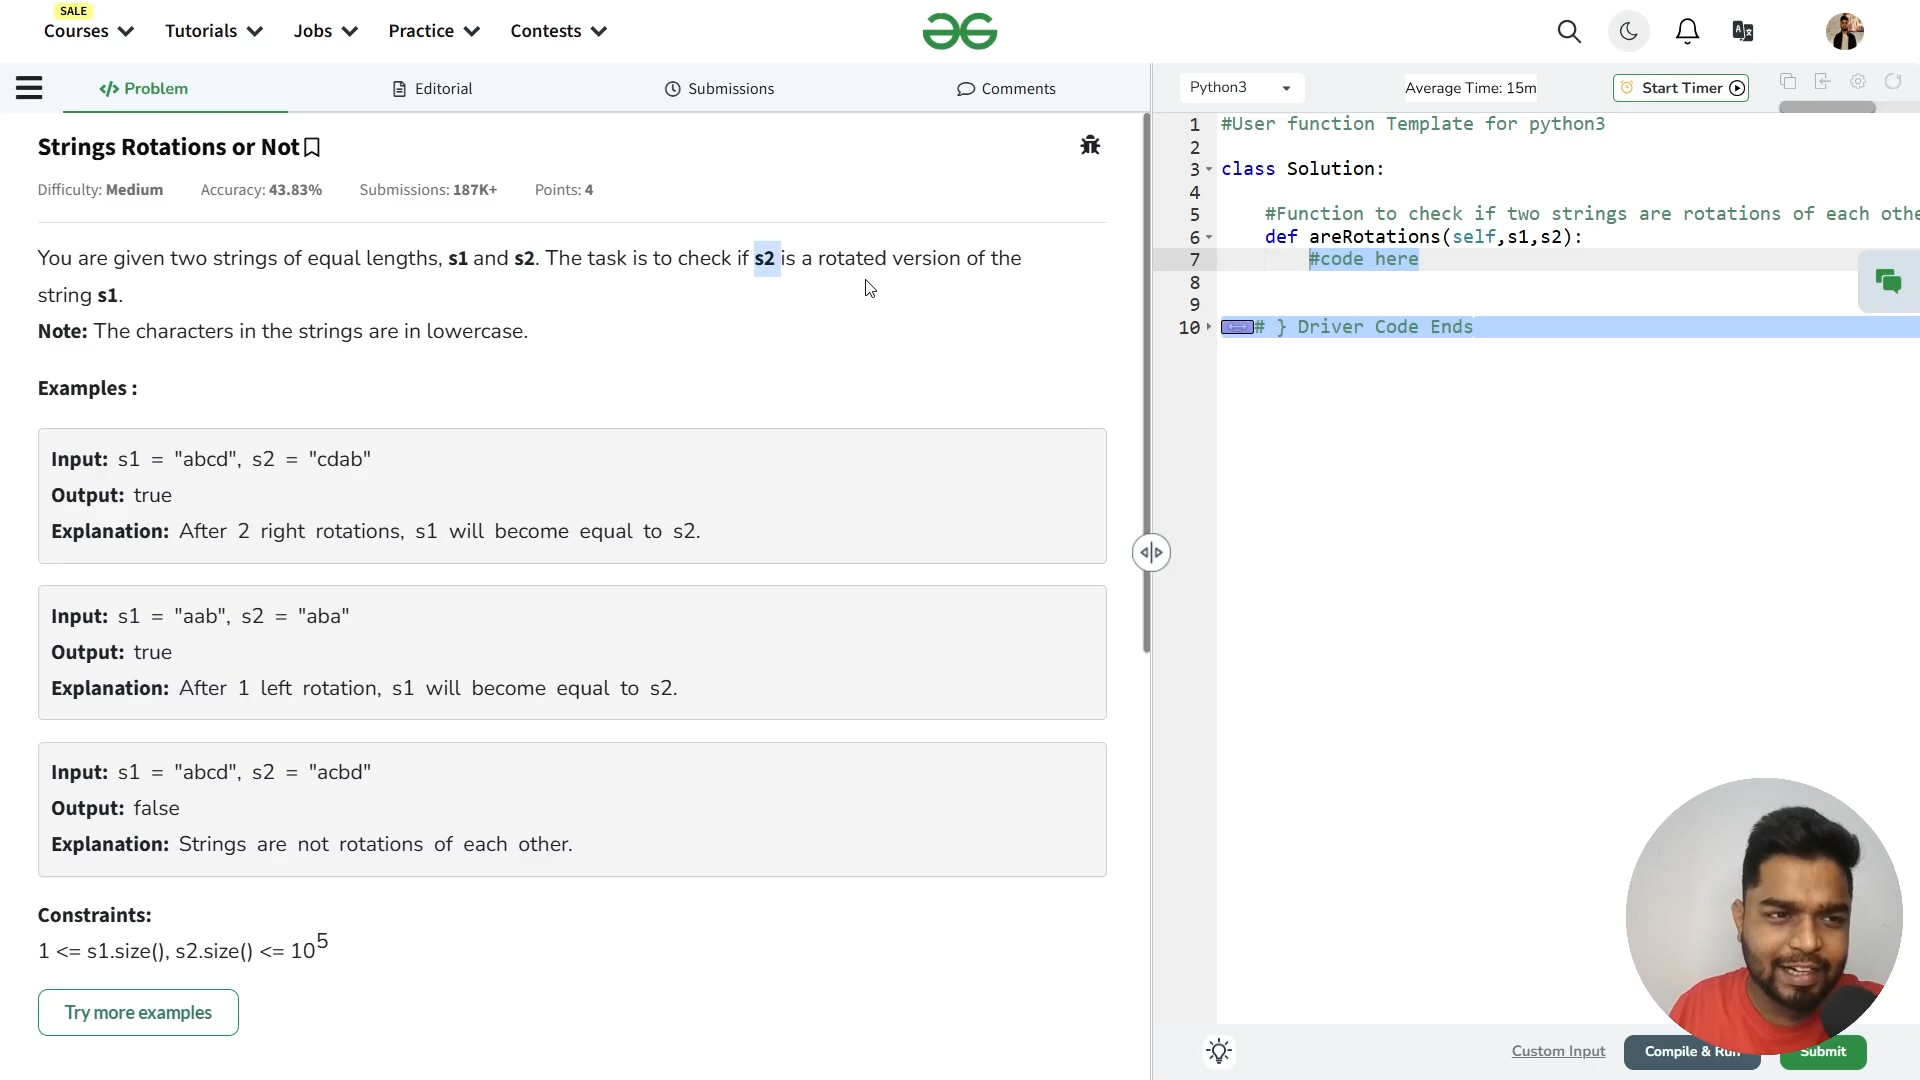 SALE
Courses
Tutorials
Jobs
Practice
Contests
Problem
Editorial
Submissions
Comments
Python3
Average Time: 15m
Start Timer
Strings Rotations or Not
Difficulty: Medium Accuracy: 43.83% Submissions: 187K+ Points: 4
You are given two strings of equal lengths, s1 and s2. The task is to check if s2 is a rotated version of the
string s1.
Note: The characters in the strings are in lowercase.
Examples :
Input: s1 = "abcd", s2 = "cdab"
Output: true
Explanation: After 2 right rotations, s1 will become equal to s2.
Input: s1 = "aab", s2 = "aba"
Output: true
Explanation: After 1 left rotation, s1 will become equal to s2.
Input: s1 = "abcd", s2 = "acbd"
Output: false
Explanation: Strings are not rotations of each other.
Constraints:
1 <= s1.size(), s2.size() <= 10^5
Try more examples
1 #User function Template for python3
2
3 class Solution:
4
5 #Function to check if two strings are rotations of each othe
6 def areRotations(self,s1,s2):
7 #code here
8
9
10 # } Driver Code Ends
Custom Input
Compile & Run
Submit